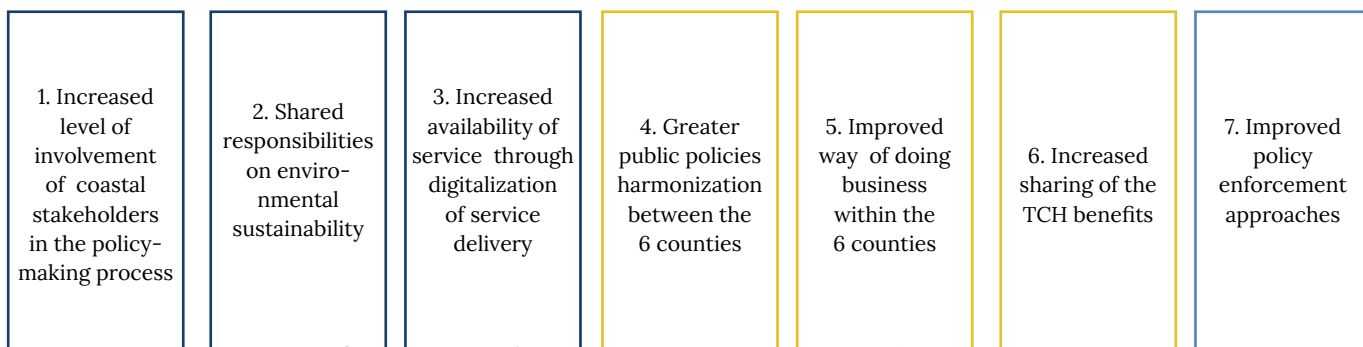 1. Increased
level of
involvement
of coastal
stakeholders
in the policy-
making process
2. Shared
responsibilities
on enviro-
nmental
sustainability
3. Increased
availability of
service through
digitalization
of service
delivery
4. Greater
public policies
harmonization
between the
6 counties
5. Improved
way of doing
business
within the
6 counties
6. Increased
sharing of the
TCH benefits
7. Improved
policy
enforcement
approaches